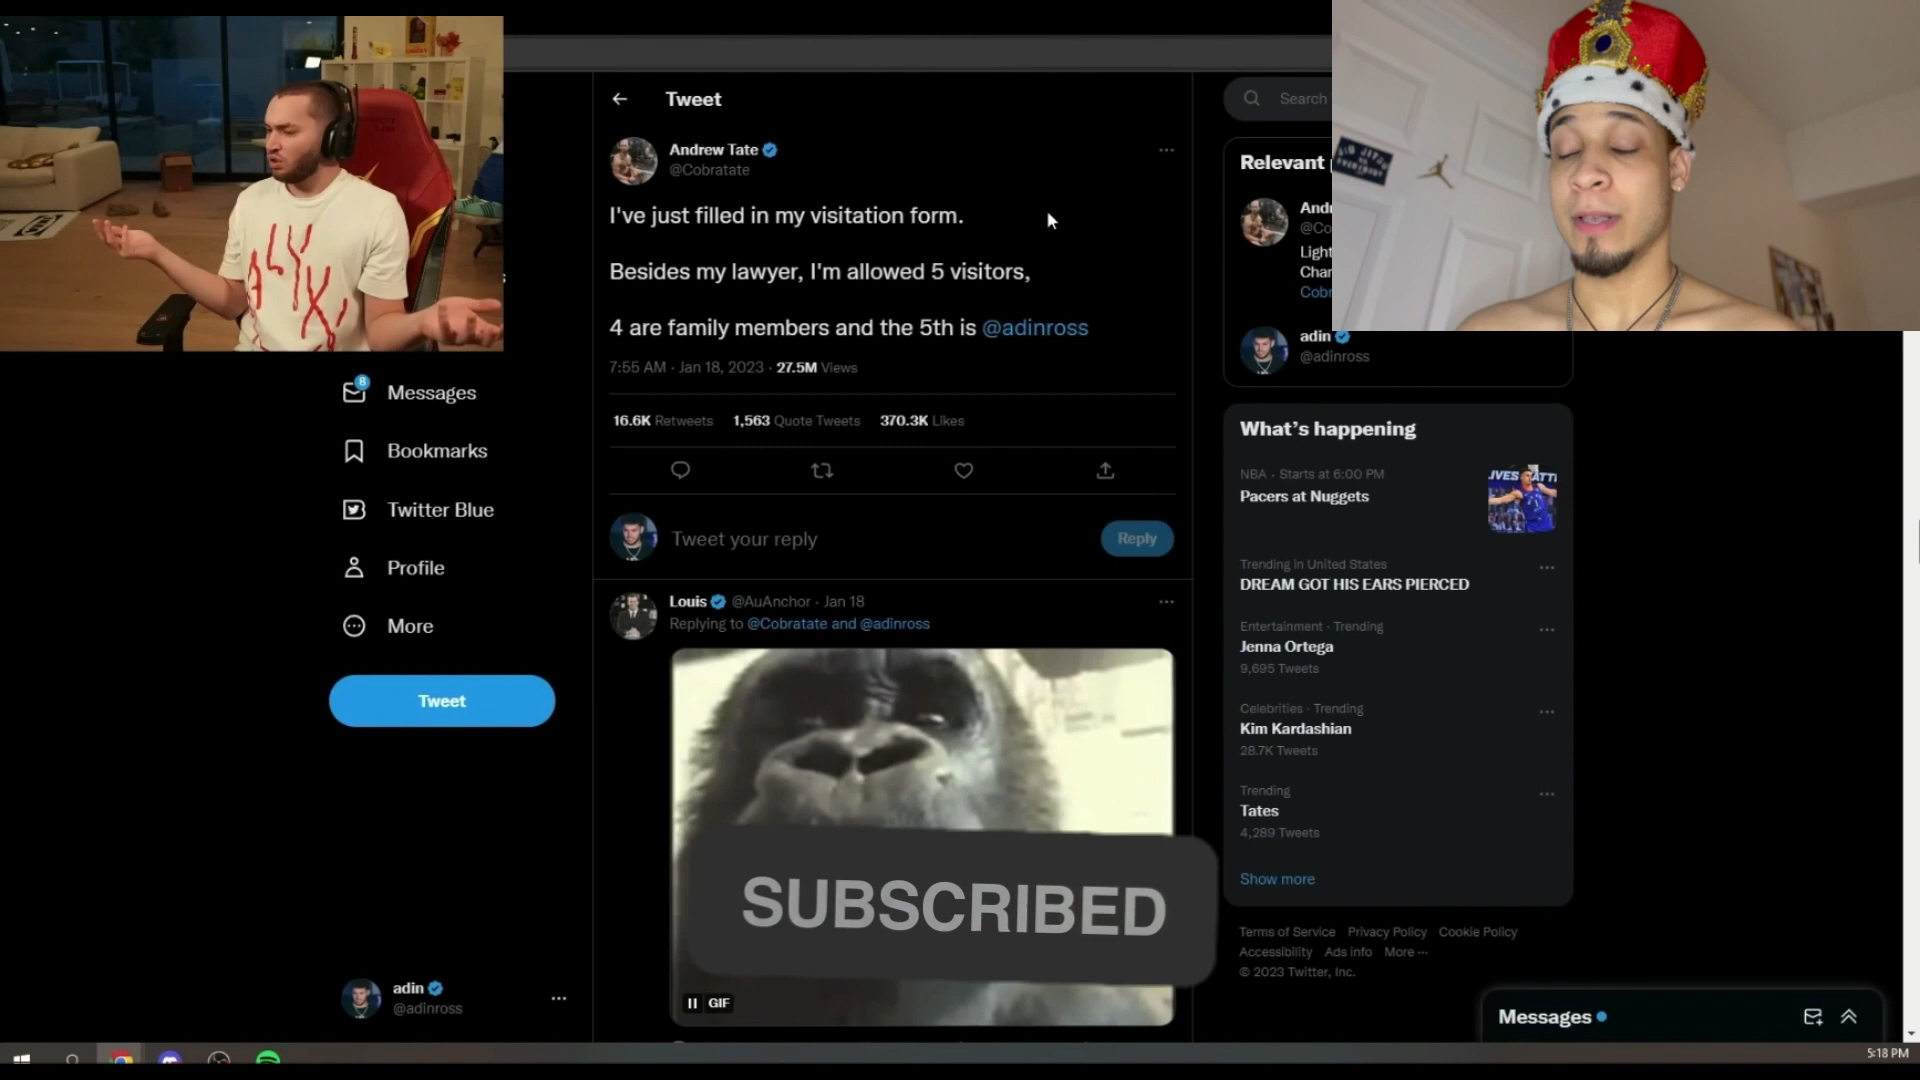 Tweet
Andrew Tate
@Cobratate
I've just filled in my visitation form.
Besides my lawyer, I'm allowed 5 visitors,
4 are family members and the 5th is @adinross
7:55 AM · Jan 18, 2023 · 27.5M Views
16.6K Retweets 1,563 Quote Tweets 370.3K Likes
Tweet your reply
Reply
Louis @AuAnchor · Jan 18
Replying to @Cobratate and @adinross
II GIF
SUBSCRIBED
8
Messages
Bookmarks
Twitter Blue
Profile
More
Tweet
adin
@adinross
Search
Relevant
@Co
Light
adin
@adinross
What's happening
NBA · Starts at 6:00 PM
Pacers at Nuggets
Trending in United States
DREAM GOT HIS EARS PIERCED
Entertainment · Trending
Jenna Ortega
9,695 Tweets
Celebrities · Trending
Kim Kardashian
28.7K Tweets
Trending
Tates
4,289 Tweets
Show more
Terms of Service Privacy Policy Cookie Policy
Accessibility Ads info More ···
© 2023 Twitter, Inc.
Messages
5:18 PM